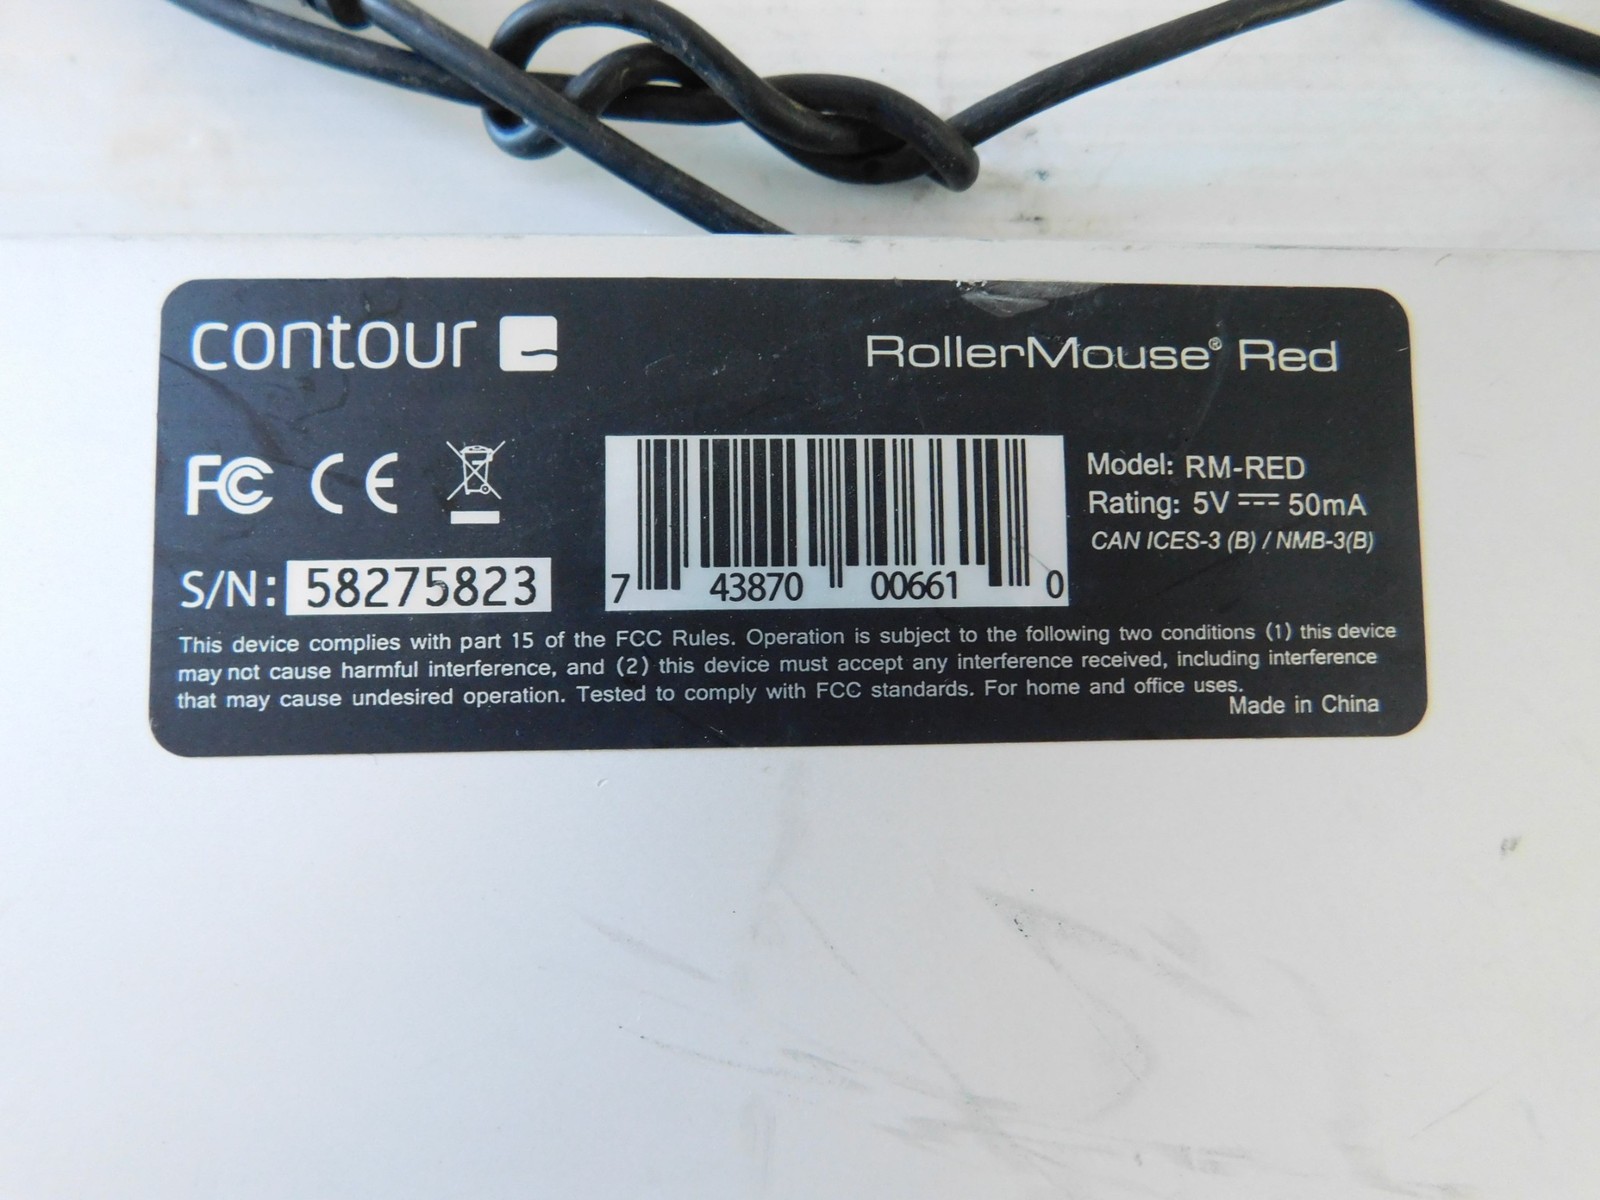 contour
RollerMouse® Red
FC CE
Model: RM-RED
Rating: 5V ⎓ 50mA
CAN ICES-3 (B) / NMB-3(B)
S/N: 58275823
7 43870 00661 0
This device complies with part 15 of the FCC Rules. Operation is subject to the following two conditions (1) this device
may not cause harmful interference, and (2) this device must accept any interference received, including interference
that may cause undesired operation. Tested to comply with FCC standards. For home and office uses.
Made in China